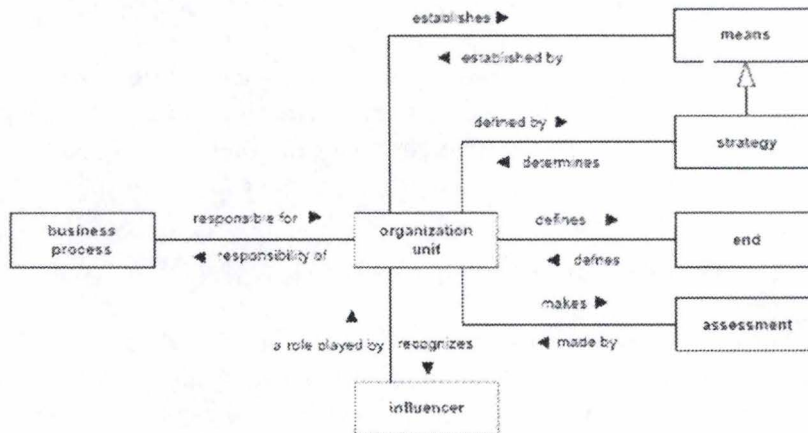 establishes ▶
means
◀ established by
defined by ▶
strategy
◀ determines
business
process
responsible for ▶
◀ responsibility of
organization
unit
defines ▶
◀ defines
end
makes ▶
◀ made by
assessment
▲
a role played by
recognizes
▼
influencer